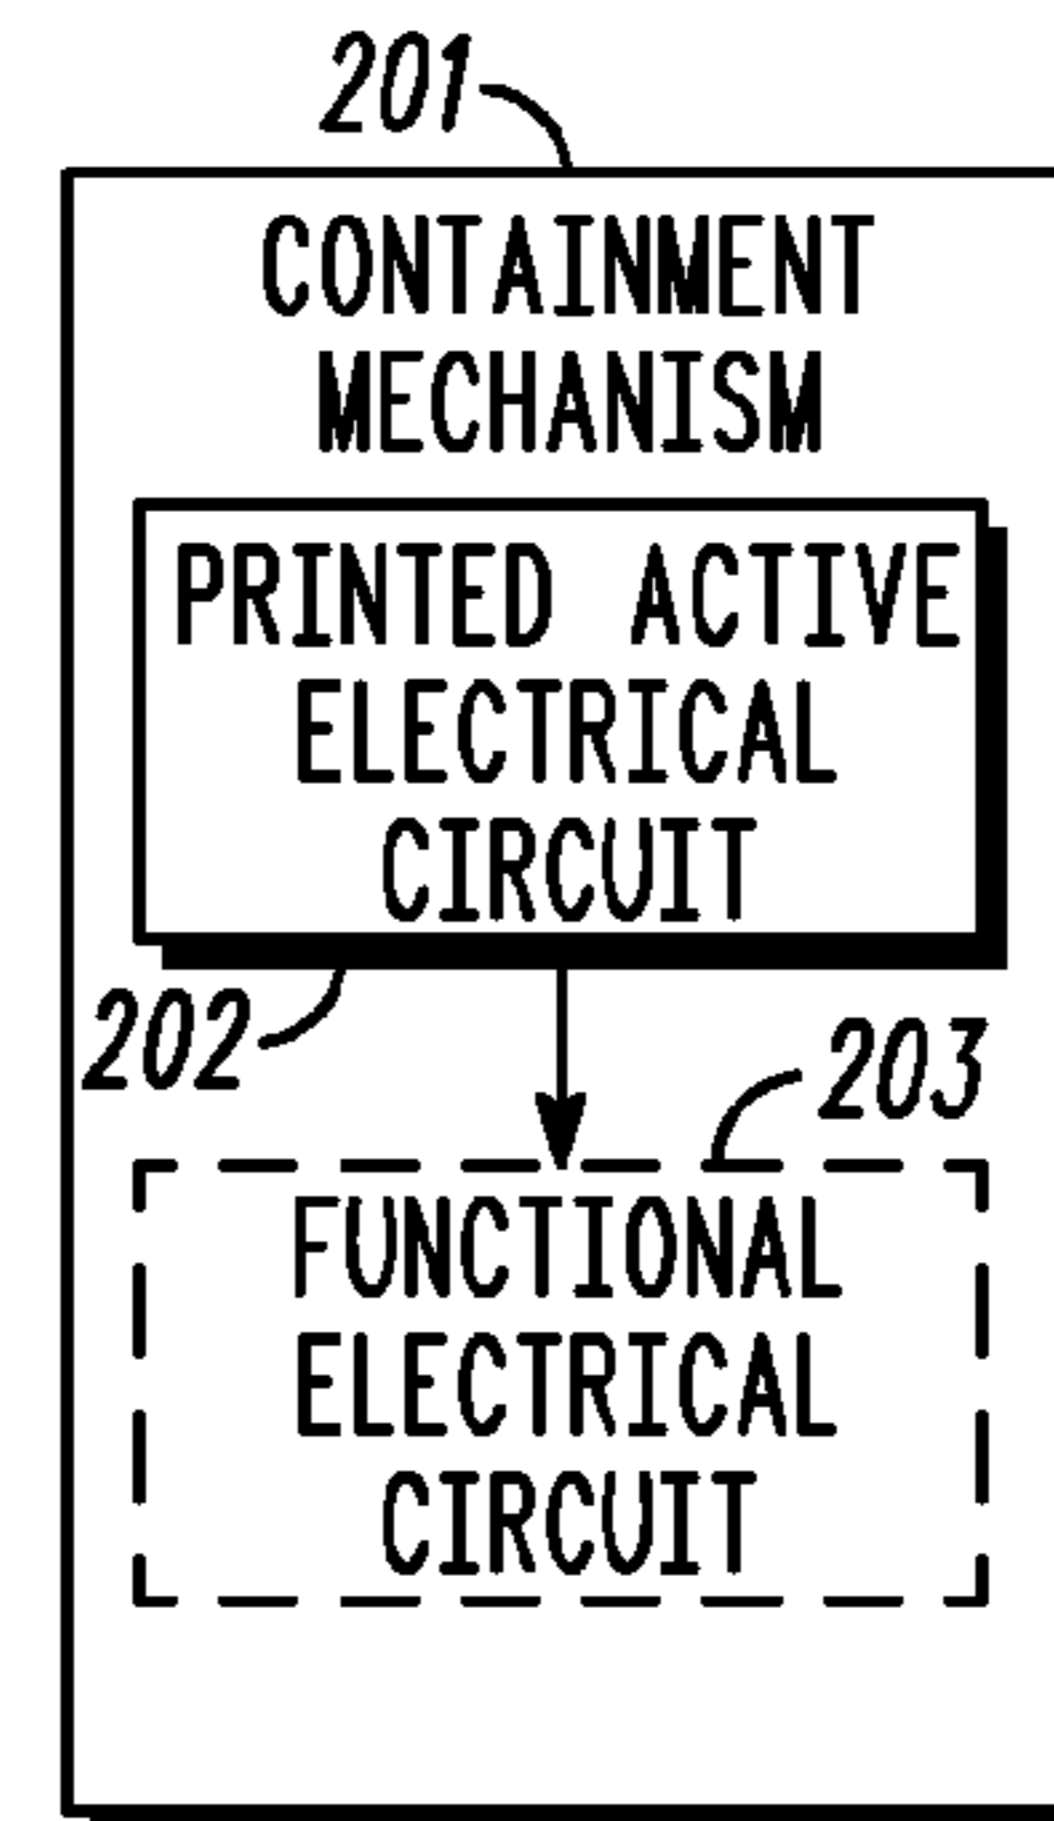 201
CONTAINMENT
MECHANISM
PRINTED ACTIVE
ELECTRICAL
CIRCUIT
202
203
FUNCTIONAL
ELECTRICAL
CIRCUIT